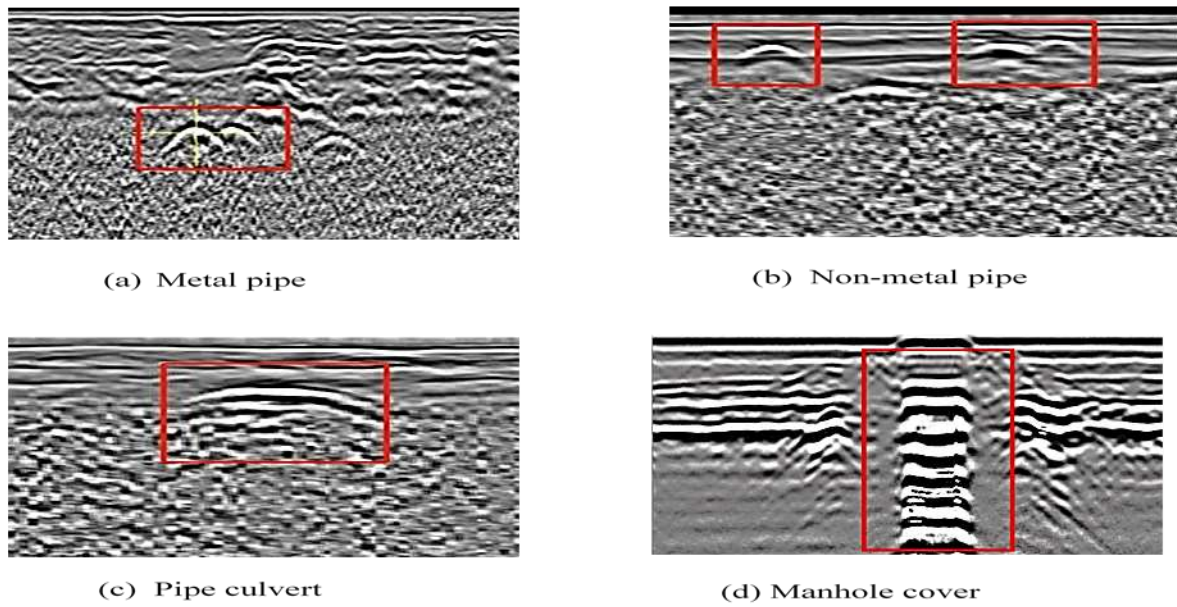 (a) Metal pipe
(b) Non-metal pipe
(c) Pipe culvert
(d) Manhole cover